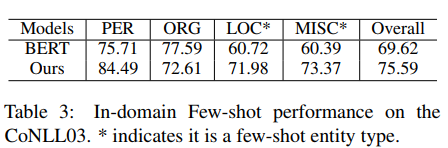 Models PER ORG LOC* MISC* Overall
BERT 75.71 77.59 60.72 60.39 69.62
Ours 84.49 72.61 71.98 73.37 75.59
Table 3: In-domain Few-shot performance on the
CoNLL03. * indicates it is a few-shot entity type.